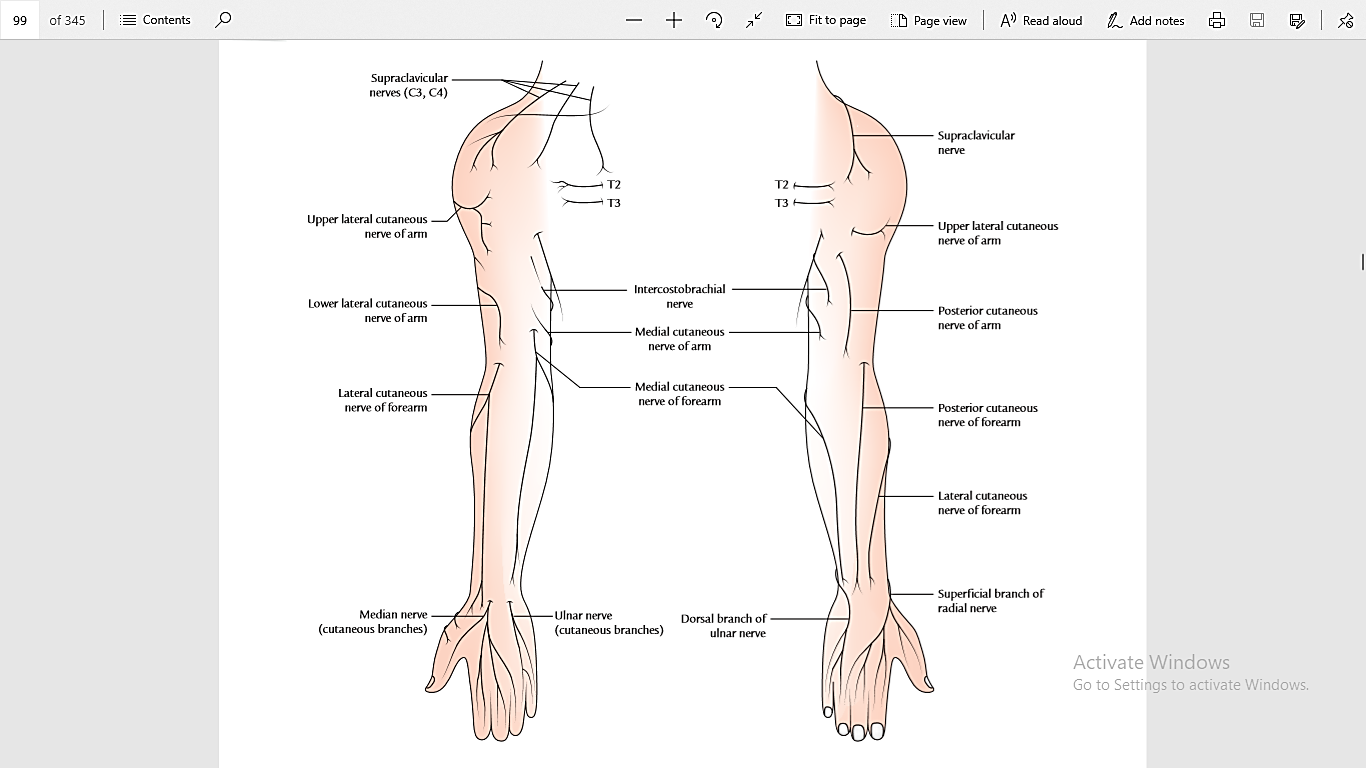 99 of 345 Contents Fit to page Page view Read aloud Add notes
Supraclavicular
nerves (C3, C4)
T2
T3
Upper lateral cutaneous
nerve of arm
Lower lateral cutaneous
nerve of arm
Lateral cutaneous
nerve of forearm
Median nerve
(cutaneous branches)
Ulnar nerve
(cutaneous branches)
Intercostobrachial
nerve
Medial cutaneous
nerve of arm
Medial cutaneous
nerve of forearm
Supraclavicular
nerve
T2
T3
Upper lateral cutaneous
nerve of arm
Posterior cutaneous
nerve of arm
Posterior cutaneous
nerve of forearm
Lateral cutaneous
nerve of forearm
Superficial branch of
radial nerve
Dorsal branch of
ulnar nerve
Activate Windows
Go to Settings to activate Windows.